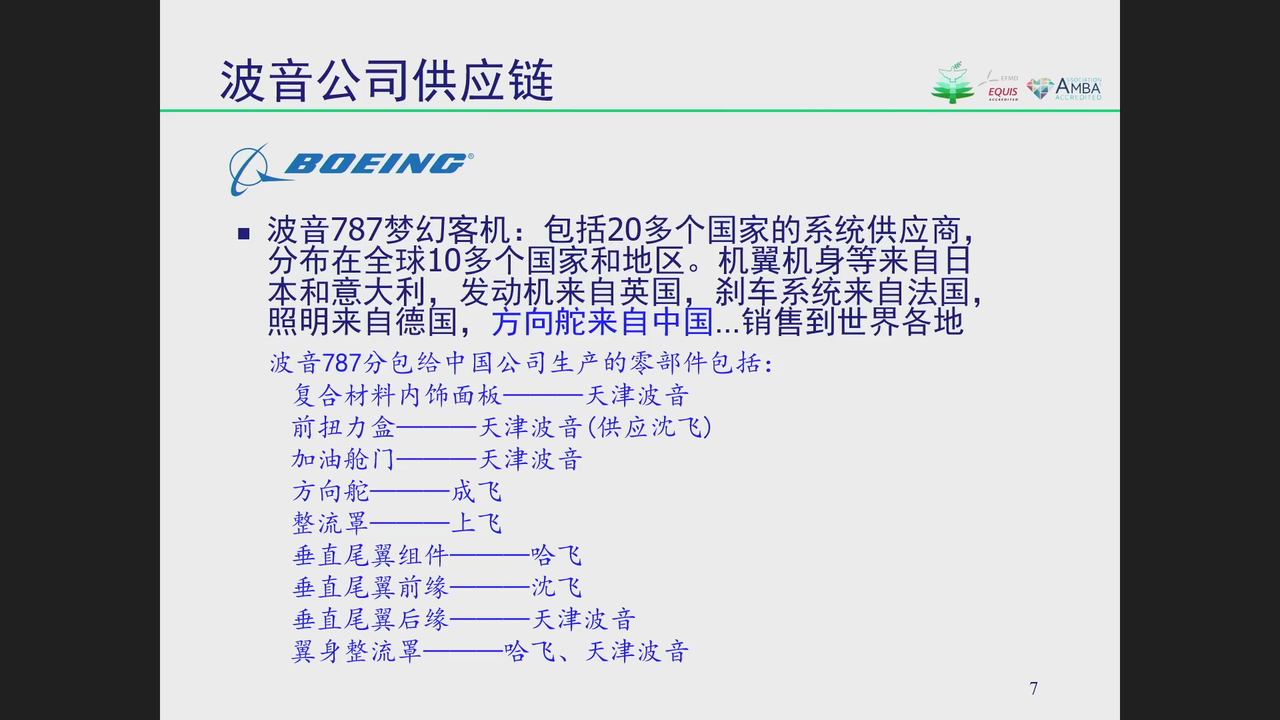 波音公司供应链
EFMD
EQUIS
ACCREDITED
ASSOCIATION
AMBA
ACCREDITED
BOEING®
■ 波音787梦幻客机：包括20多个国家的系统供应商，
分布在全球10多个国家和地区。机翼机身等来自日
本和意大利，发动机来自英国，刹车系统来自法国，
照明来自德国，方向舵来自中国…销售到世界各地
波音787分包给中国公司生产的零部件包括：
复合材料内饰面板———天津波音
前扭力盒———天津波音(供应沈飞)
加油舱门———天津波音
方向舵———成飞
整流罩———上飞
垂直尾翼组件———哈飞
垂直尾翼前缘———沈飞
垂直尾翼后缘———天津波音
翼身整流罩———哈飞、天津波音
7